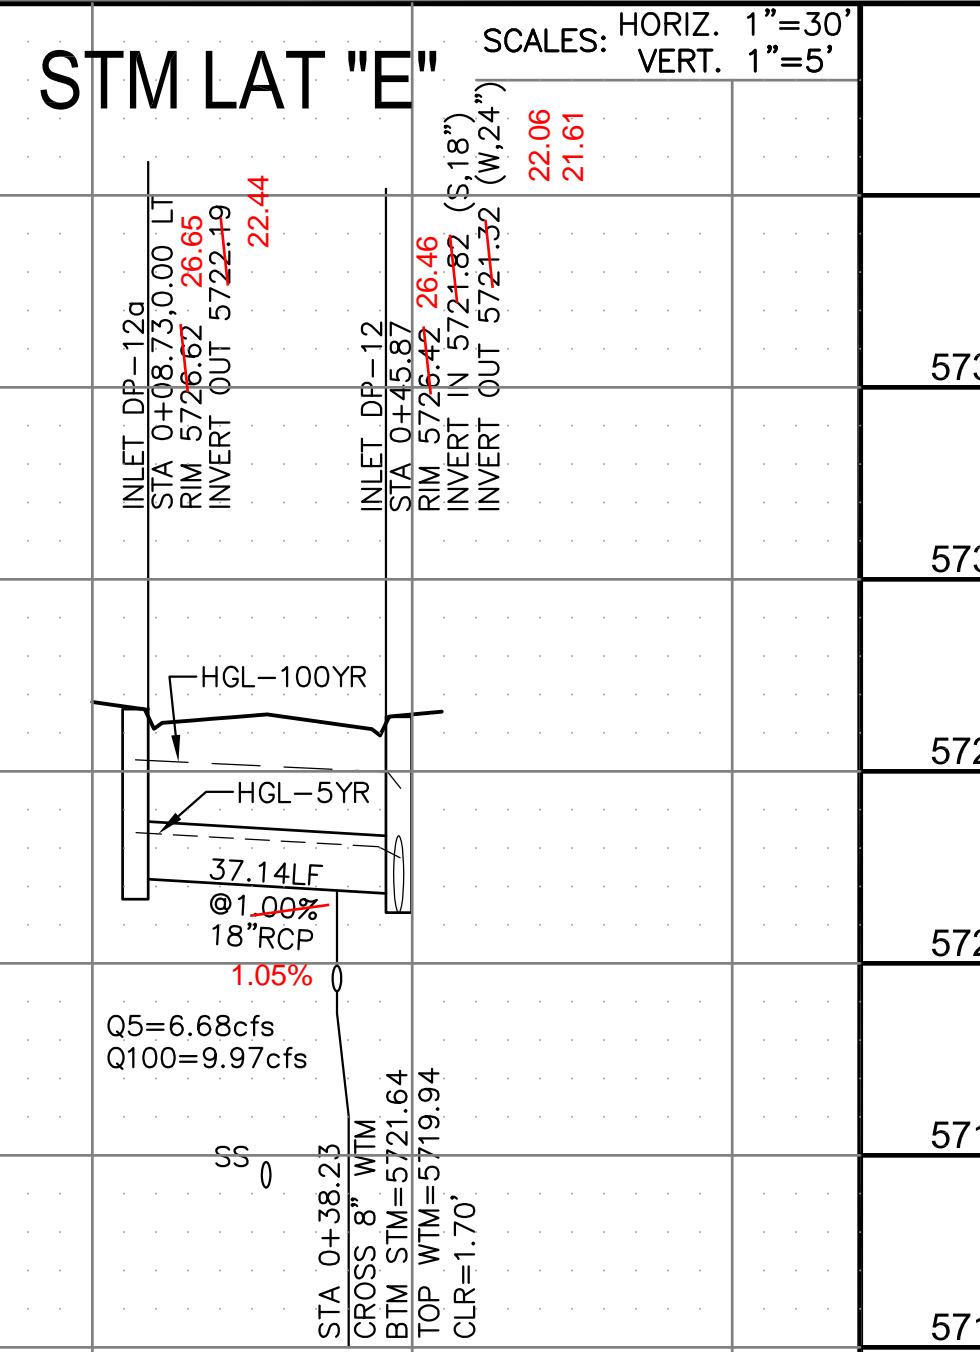 STM LAT "E"
SCALES: HORIZ. 1"=30'
VERT. 1"=5'
INLET DP-12a
STA 0+08.73,0.00 LT
RIM 5726.62 26.65
INVERT OUT 5722.19
22.44
INLET DP-12
STA 0+45.87
RIM 5726.42 26.46
INVERT IN 5721.82 (S,18")
INVERT OUT 5721.32 (W,24")
22.06
21.61
HGL-100YR
HGL-5YR
37.14LF
@1.00%
18"RCP
1.05%
Q5=6.68cfs
Q100=9.97cfs
SS
STA 0+38.23
CROSS 8" WTM
BTM STM=5721.64
TOP WTM=5719.94
CLR=1.70'
573
573
572
572
571
571